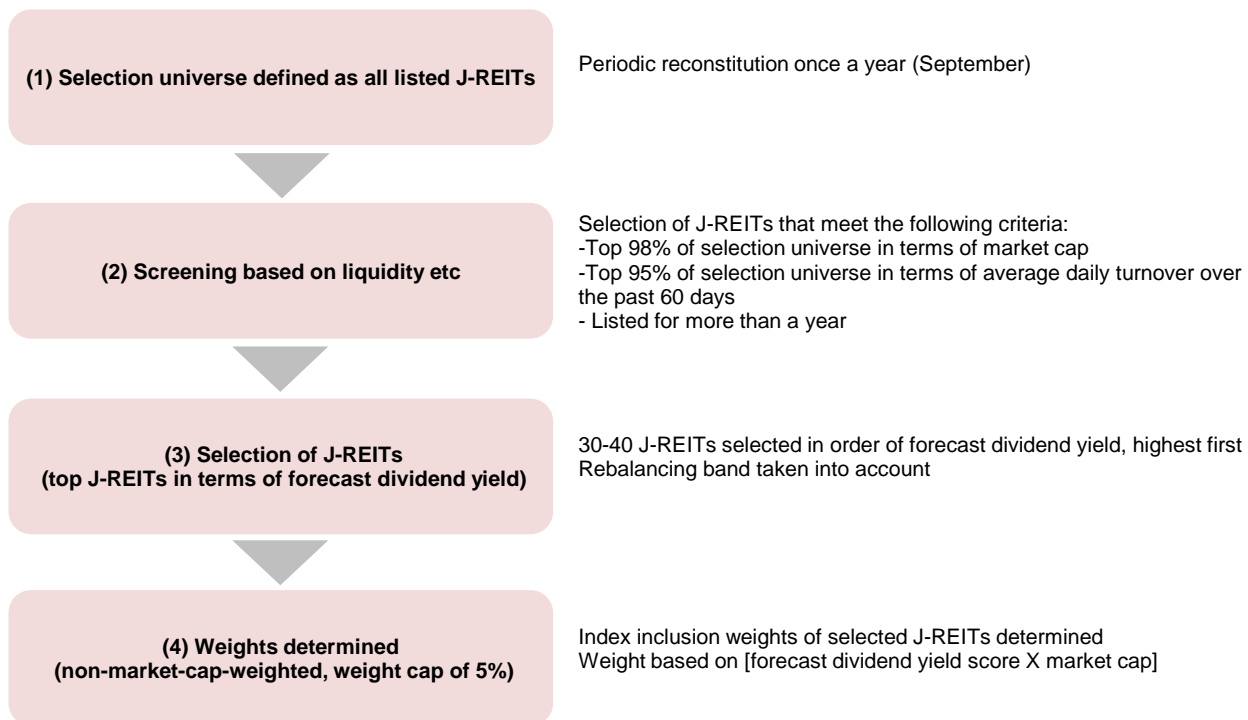 (1) Selection universe defined as all listed J-REITs
Periodic reconstitution once a year (September)
(2) Screening based on liquidity etc
Selection of J-REITs that meet the following criteria:
-Top 98% of selection universe in terms of market cap
-Top 95% of selection universe in terms of average daily turnover over
the past 60 days
- Listed for more than a year
(3) Selection of J-REITs
(top J-REITs in terms of forecast dividend yield)
30-40 J-REITs selected in order of forecast dividend yield, highest first
Rebalancing band taken into account
(4) Weights determined
(non-market-cap-weighted, weight cap of 5%)
Index inclusion weights of selected J-REITs determined
Weight based on [forecast dividend yield score X market cap]